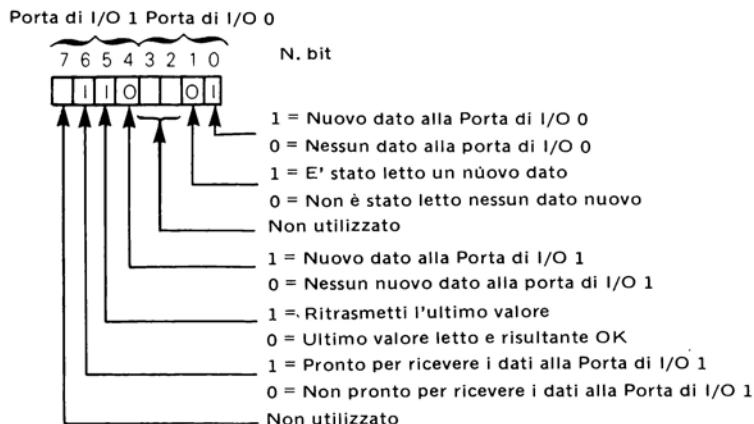 Porta di I/O 1 Porta di I/O 0
7 6 5 4 3 2 1 0 N. bit
I I O O I
1 = Nuovo dato alla Porta di I/O 0
0 = Nessun dato alla porta di I/O 0
1 = E' stato letto un nuovo dato
0 = Non è stato letto nessun dato nuovo
Non utilizzato
1 = Nuovo dato alla Porta di I/O 1
0 = Nessun nuovo dato alla porta di I/O 1
1 = Ritrasmetti l'ultimo valore
0 = Ultimo valore letto e risultante OK
1 = Pronto per ricevere i dati alla Porta di I/O 1
0 = Non pronto per ricevere i dati alla Porta di I/O 1
Non utilizzato